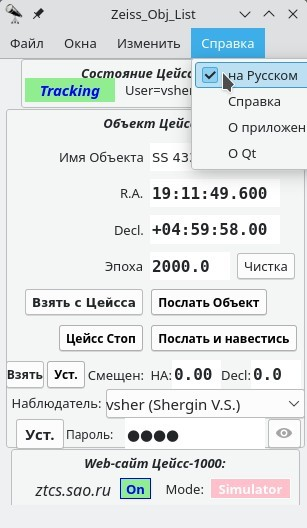 Zeiss_Obj_List
Файл Окна Изменить Справка
Состояние
на Русском
Tracking User=vsher
Справка
О приложен
О Qt
Объект
Имя Объекта SS
R.A. 19:11:49.600
Decl. +04:59:58.00
Эпоха 2000.0 Чистка
Взять с Цейсса Послать Объект
Цейсс Стоп Послать и навестись
Взять Уст. Смещен: HA: 0.00 Decl: 0.0
Наблюдатель: vsher (Shergin V.S.)
Уст. Пароль: ●●●●
Web-сайт Цейсс-1000:
ztcs.sao.ru On Mode: Simulator